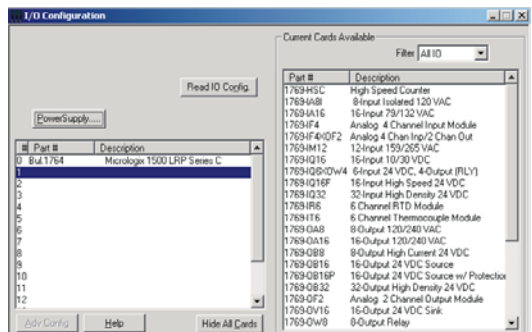 I/O Configuration
Current Cards Available
Filter All IO
Read IO Config.
PowerSupply.....
# Part # Description
0 Bul.1764 Micrologix 1500 LRP Series C
1
2
3
4
5
6
7
8
9
10
11
12
Adv Config
Help
Hide All Cards
Part # Description
1769-HSC High Speed Counter
1769-IA8I 8-Input Isolated 120 VAC
1769-IA16 16-Input 79/132 VAC
1769-IF4 Analog 4 Channel Input Module
1769-IF4XOF2 Analog 4 Chan Inp/2 Chan Out
1769-IM12 12-Input 159/265 VAC
1769-IQ16 16-Input 10/30 VDC
1769-IQ6XOW4 6-Input 24 VDC, 4-Output (RLY)
1769-IQ16F 16-Input High Speed 24 VDC
1769-IQ32 32-Input High Density 24 VDC
1769-IR6 6 Channel RTD Module
1769-IT6 6 Channel Thermocouple Module
1769-OA8 8-Output 120/240 VAC
1769-OA16 16-Output 120/240 VAC
1769-OB8 8-Output High Current 24 VDC
1769-OB16 16-Output 24 VDC Source
1769-OB16P 16-Output 24 VDC Source w/ Protection
1769-OB32 32-Output High Density 24 VDC
1769-OF2 Analog 2 Channel Output Module
1769-OV16 16-Output 24 VDC Sink
1769-OW8 8-Output Relay